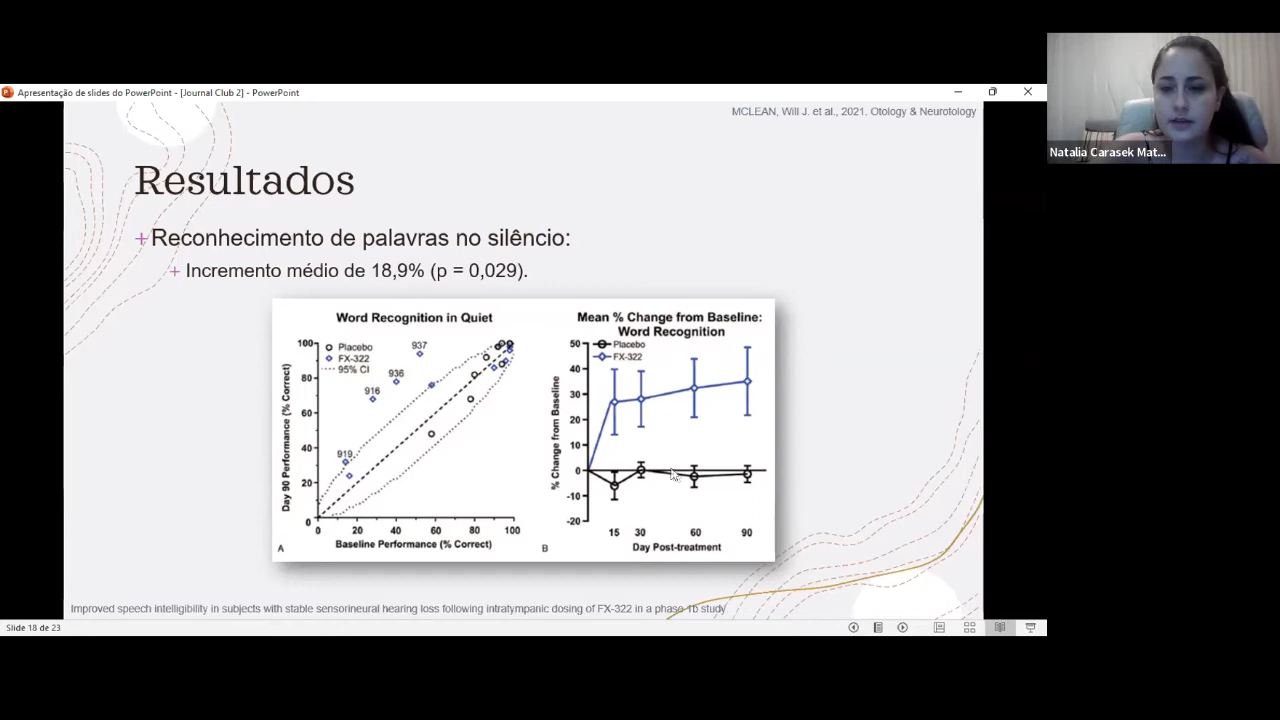 Apresentação de slides do PowerPoint - [Journal Club 2] - PowerPoint
Natalia Carasek Mat...
MCLEAN, Will J. et al., 2021. Otology & Neurotology
Resultados
+ Reconhecimento de palavras no silêncio:
+ Incremento médio de 18,9% (p = 0,029).
Word Recognition in Quiet
Placebo
FX-322
95% CI
937
936
916
919
100
80
60
40
20
0
0 20 40 60 80 100
Day 90 Performance (% Correct)
Baseline Performance (% Correct)
A
Mean % Change from Baseline:
Word Recognition
Placebo
FX-322
50
40
30
20
10
0
-10
-20
15 30 60 90
% Change from Baseline
Day Post-treatment
B
Improved speech intelligibility in subjects with stable sensorineural hearing loss following intratympanic dosing of FX-322 in a phase 1b study
Slide 18 de 23